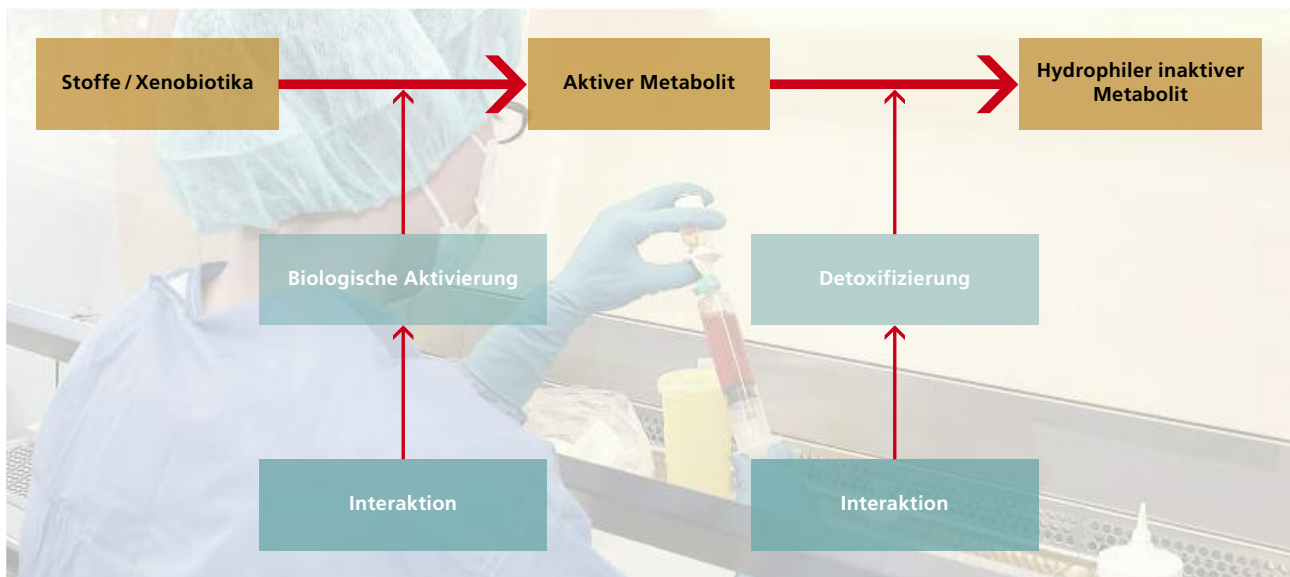 Stoffe / Xenobiotika
Aktiver Metabolit
Hydrophiler inaktiver
Metabolit
Biologische Aktivierung
Detoxifizierung
Interaktion
Interaktion